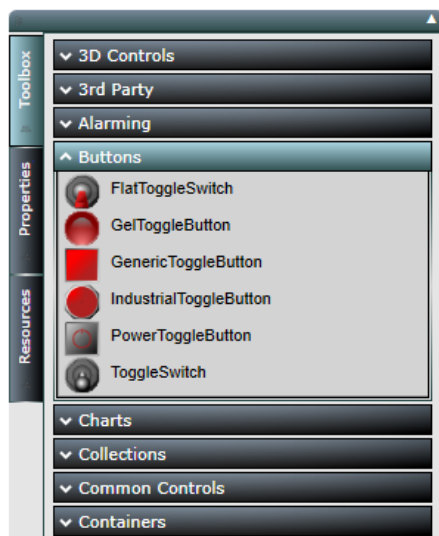 Toolbox
Properties
Resources
3D Controls
3rd Party
Alarming
Buttons
FlatToggleSwitch
GelToggleButton
GenericToggleButton
IndustrialToggleButton
PowerToggleButton
ToggleSwitch
Charts
Collections
Common Controls
Containers